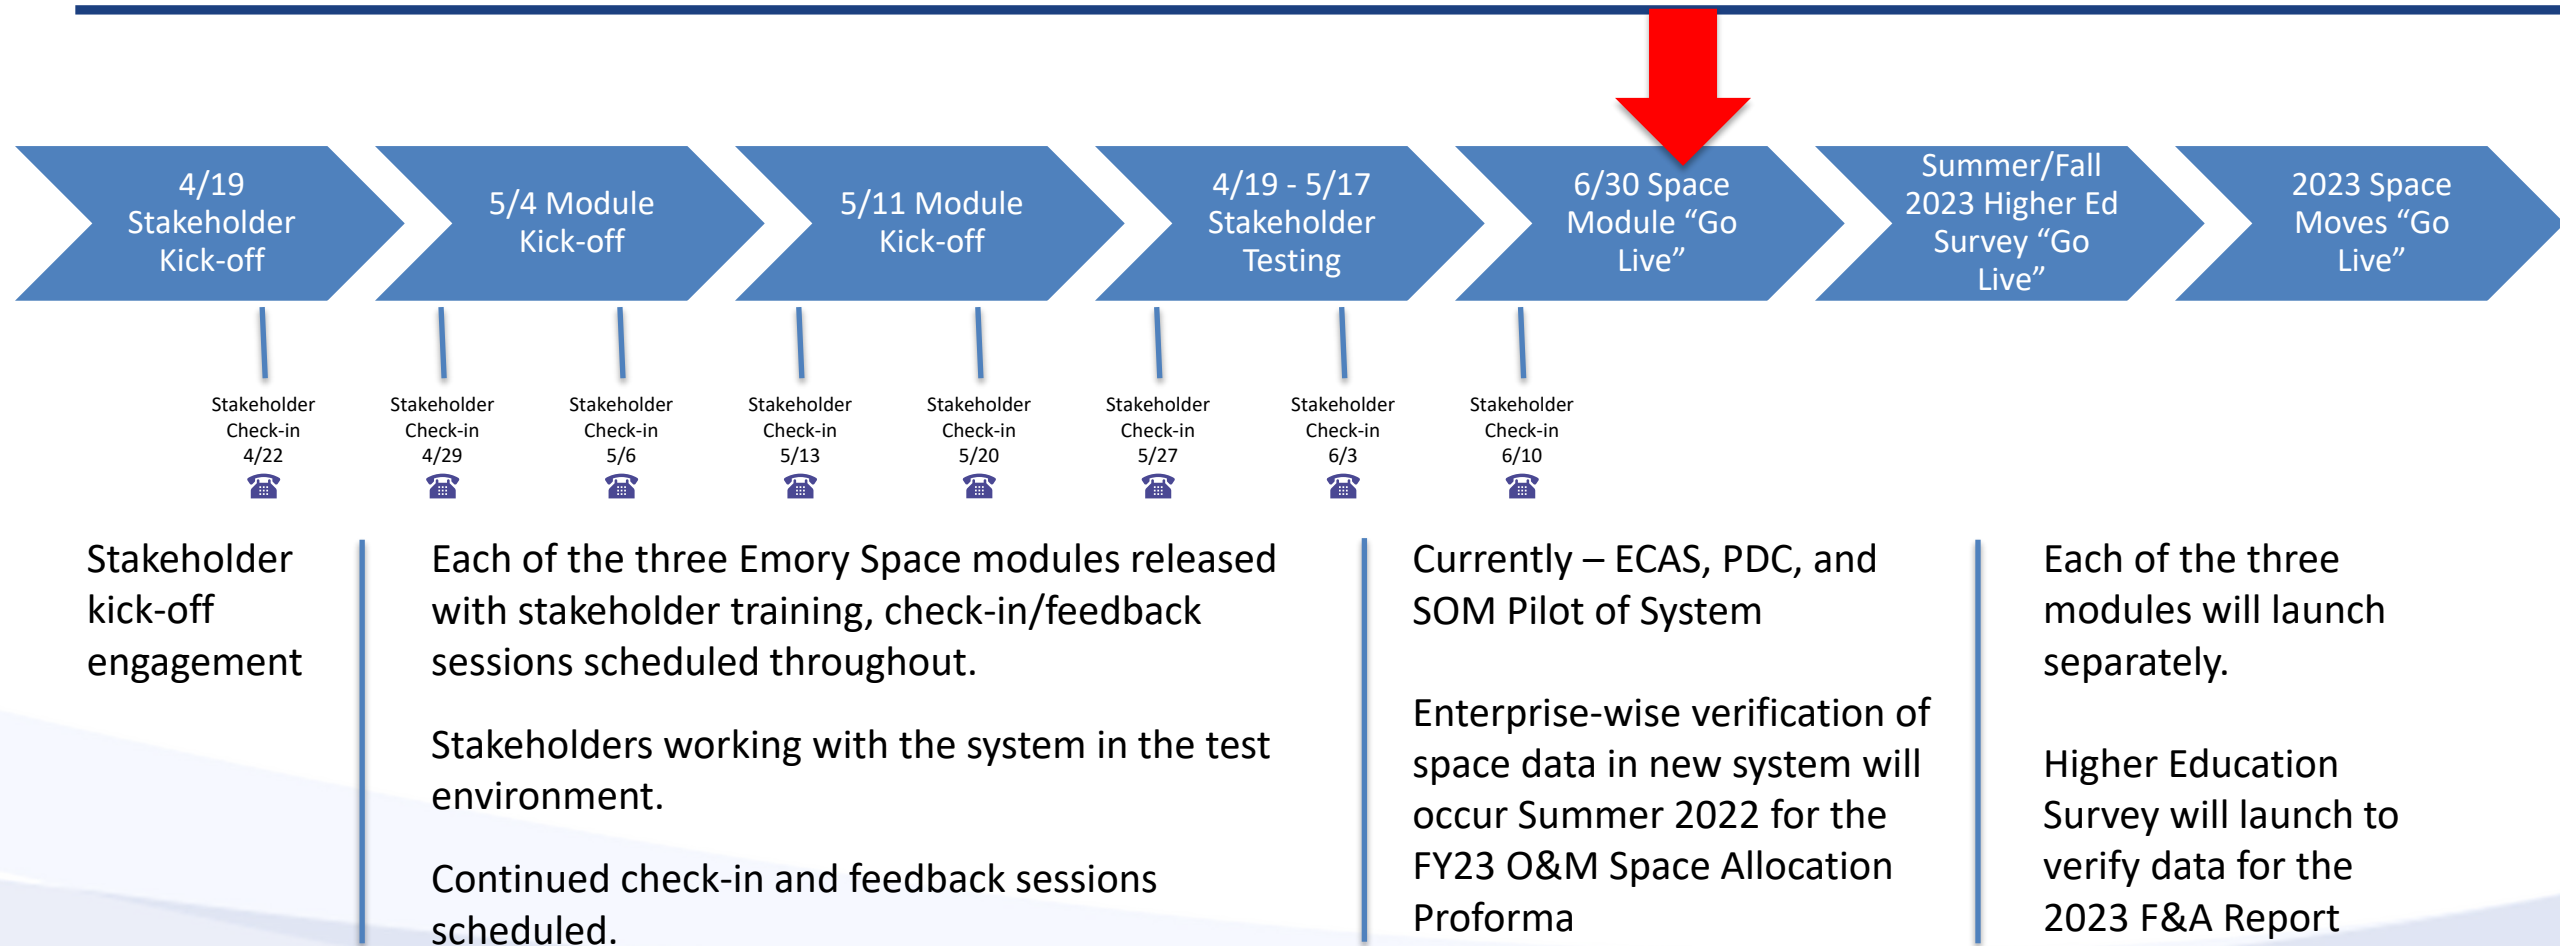 4/19
Stakeholder
Kick-off
5/4 Module
Kick-off
5/11 Module
Kick-off
4/19 - 5/17
Stakeholder
Testing
6/30 Space
Module “Go
Live”
Summer/Fall
2023 Higher Ed
Survey “Go
Live”
2023 Space
Moves “Go
Live”
Stakeholder
Check-in
4/22
Stakeholder
Check-in
4/29
Stakeholder
Check-in
5/6
Stakeholder
Check-in
5/13
Stakeholder
Check-in
5/20
Stakeholder
Check-in
5/27
Stakeholder
Check-in
6/3
Stakeholder
Check-in
6/10
Stakeholder
kick-off
engagement
Each of the three Emory Space modules released
with stakeholder training, check-in/feedback
sessions scheduled throughout.
Stakeholders working with the system in the test
environment.
Continued check-in and feedback sessions
scheduled.
Currently – ECAS, PDC, and
SOM Pilot of System
Enterprise-wise verification of
space data in new system will
occur Summer 2022 for the
FY23 O&M Space Allocation
Proforma
Each of the three
modules will launch
separately.
Higher Education
Survey will launch to
verify data for the
2023 F&A Report